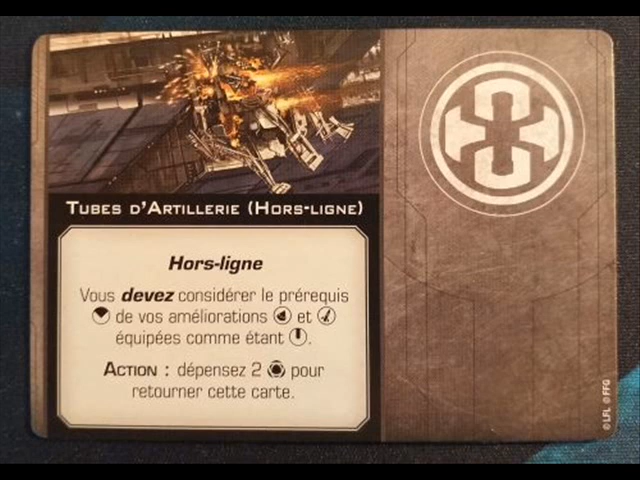 TUBES D'ARTILLERIE (HORS-LIGNE)
Hors-ligne
Vous devez considérer le prérequis
de vos améliorations et
équipées comme étant .
ACTION : dépensez 2 pour
retourner cette carte.
© LFL © FFG